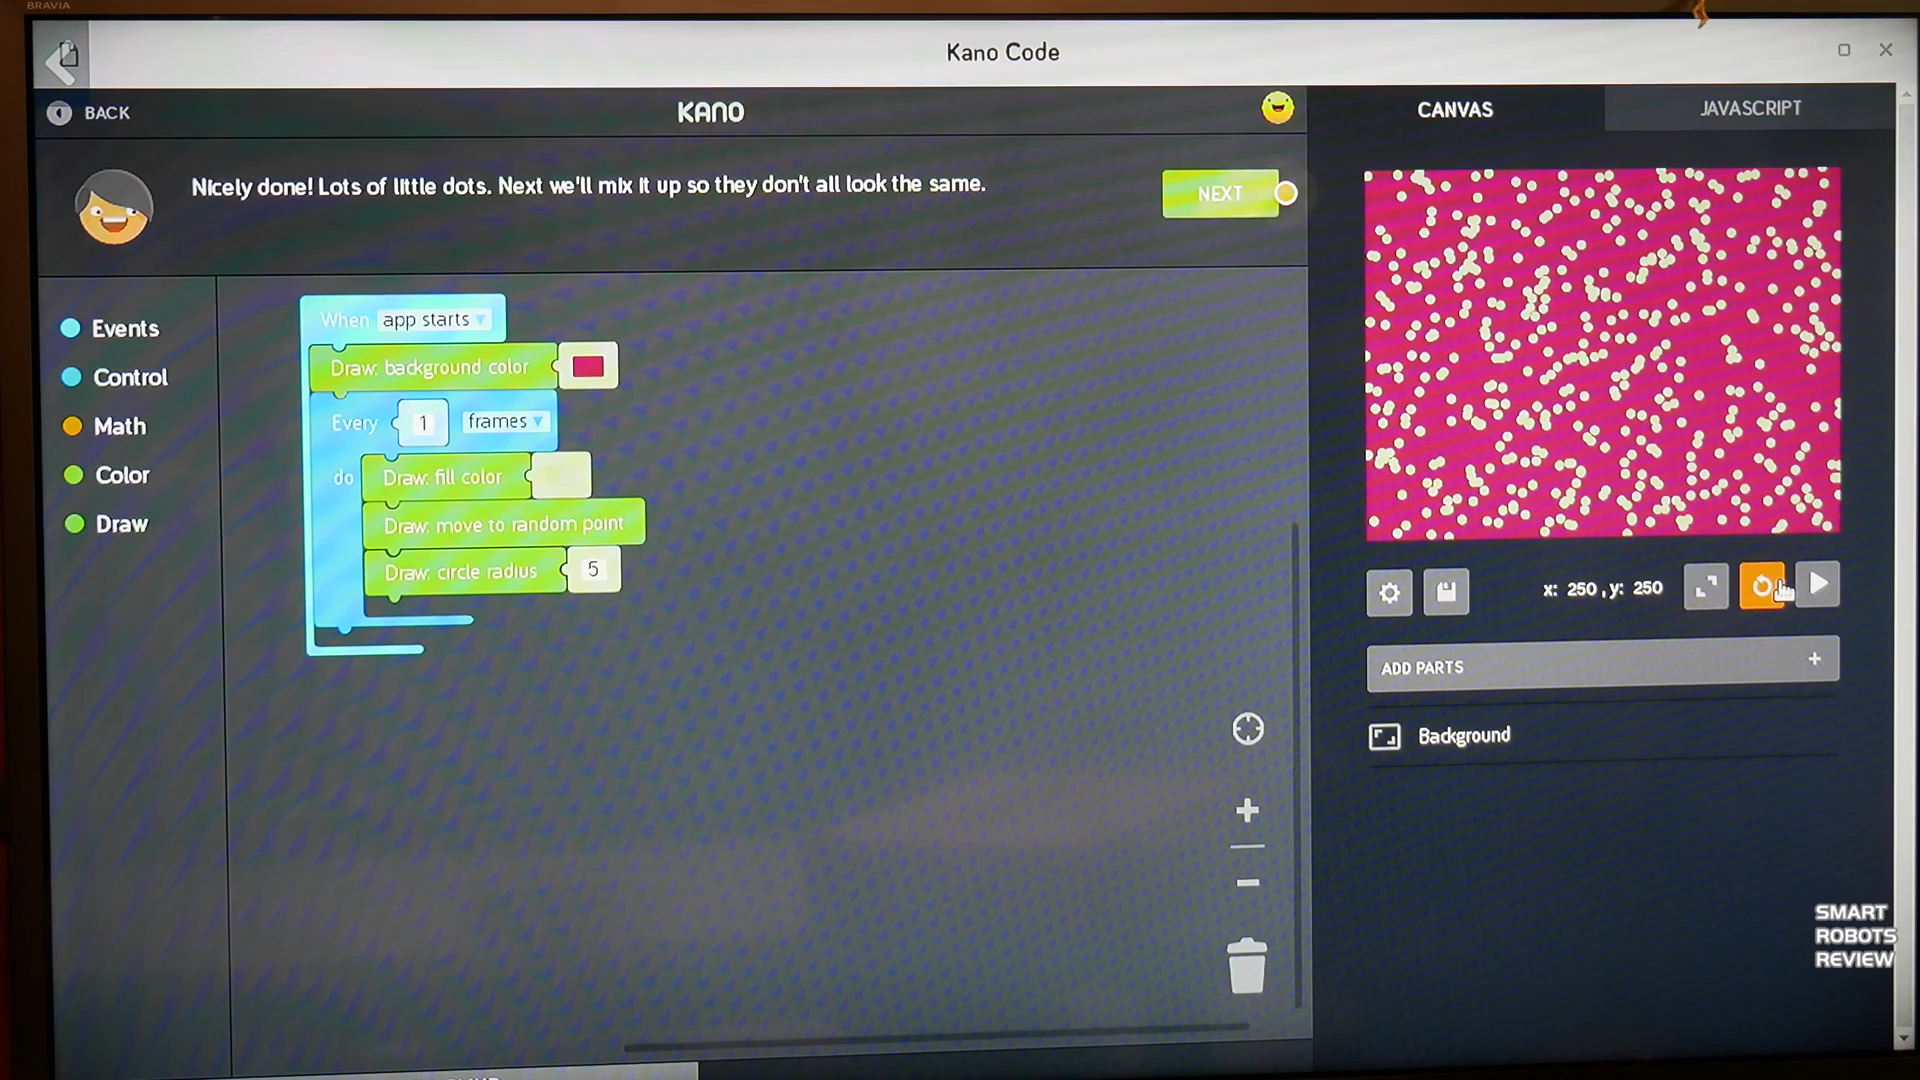 BRAVIA
Kano Code
BACK
KANO
CANVAS
JAVASCRIPT
Nicely done! Lots of little dots. Next we'll mix it up so they don't all look the same.
NEXT
Events
Control
Math
Color
Draw
When app starts
Draw: background color
Every 1 frames
do Draw: fill color
Draw: move to random point
Draw: circle radius 5
x: 250, y: 250
ADD PARTS +
Background
SMART
ROBOTS
REVIEW